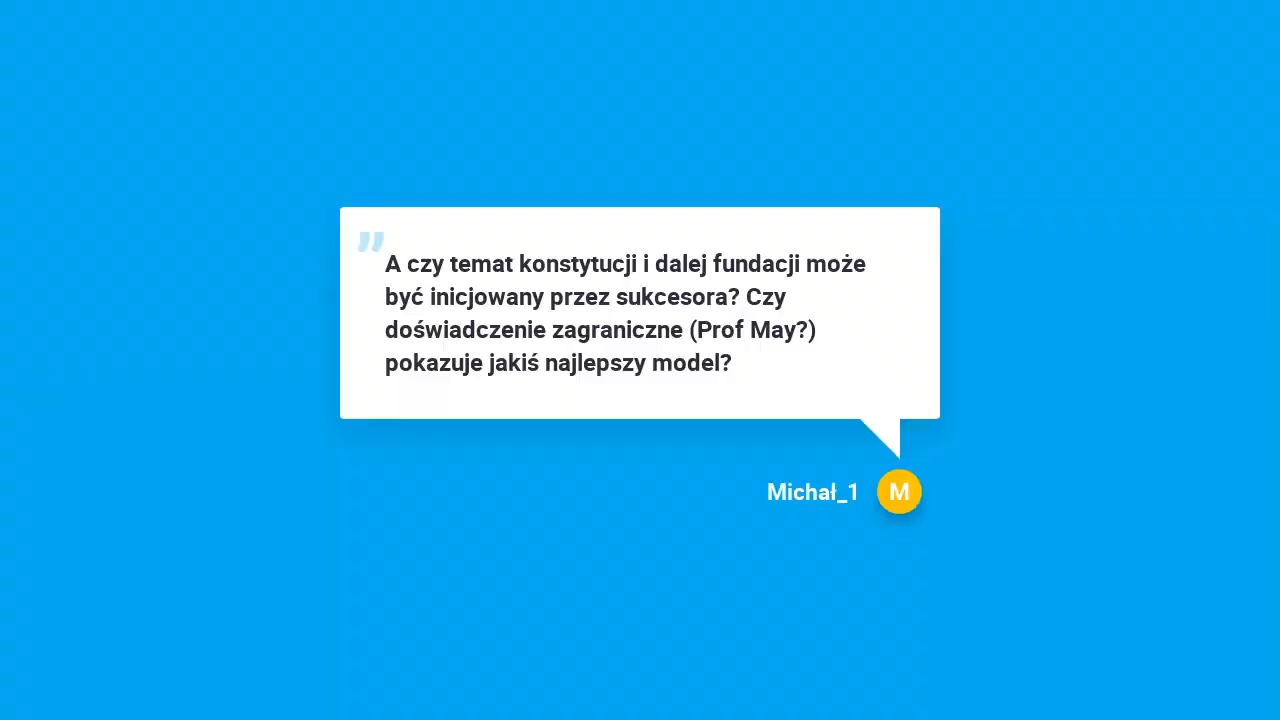 A czy temat konstytucji i dalej fundacji może
być inicjowany przez sukcesora? Czy
doświadczenie zagraniczne (Prof May?)
pokazuje jakiś najlepszy model?
Michał_1
M